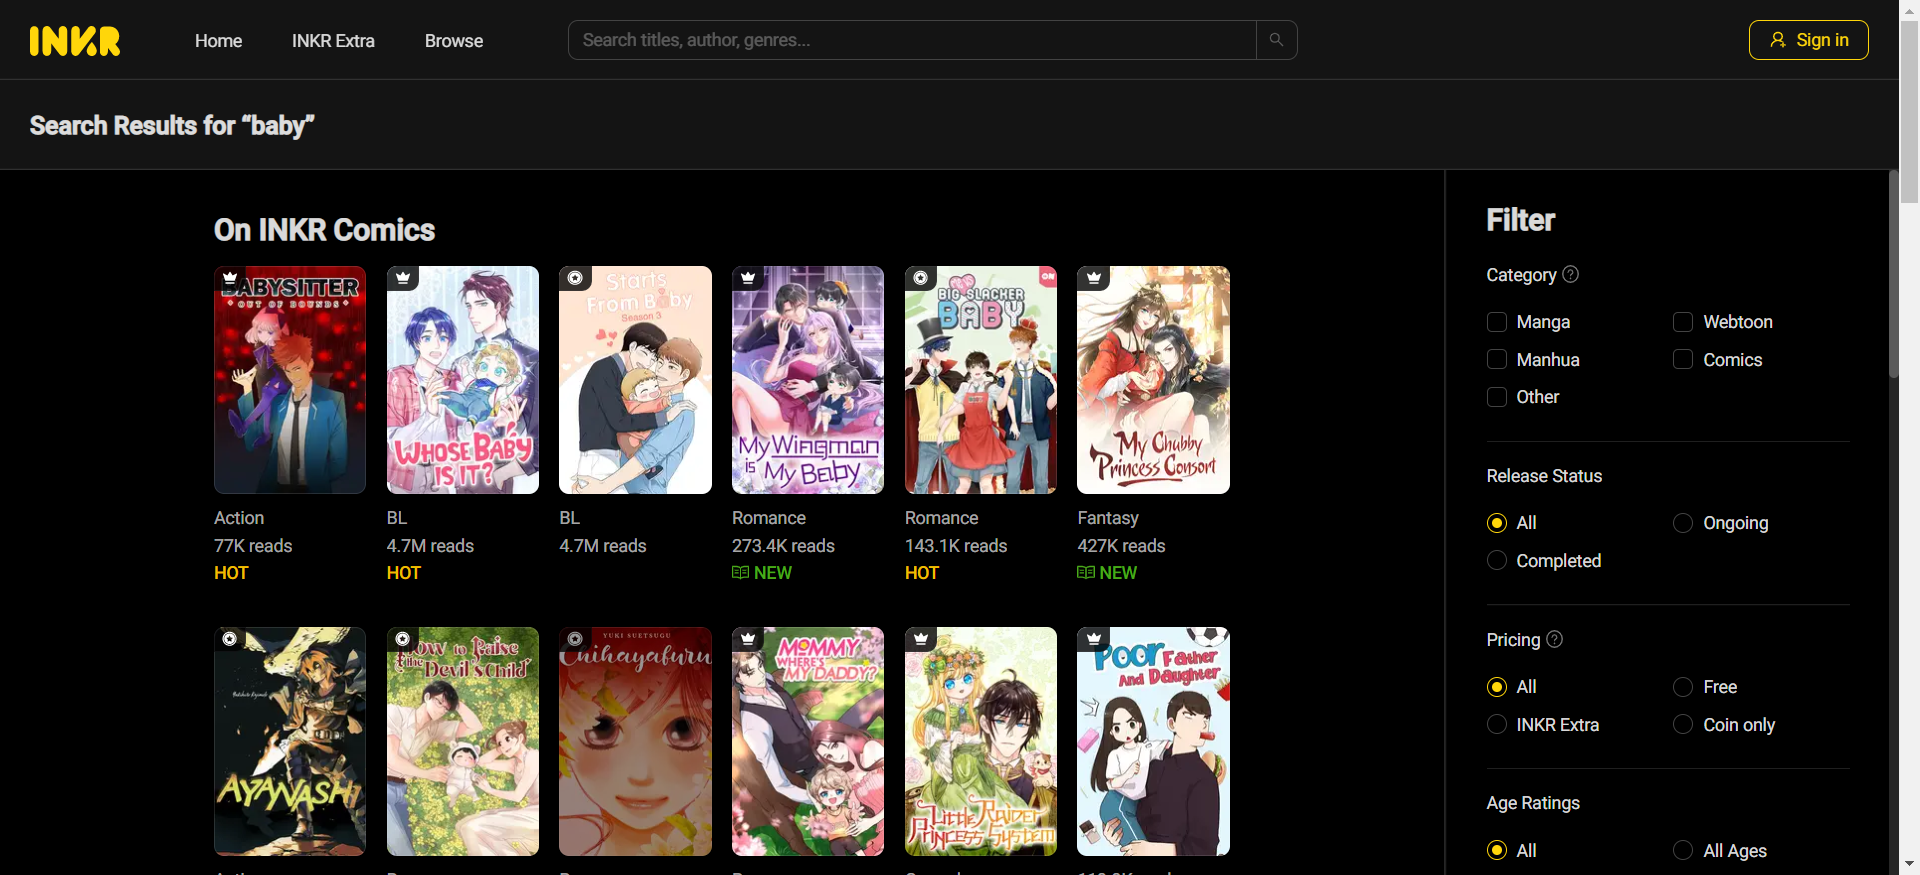 INKR
Home
INKR Extra
Browse
Search titles, author, genres...
Sign in
Search Results for “baby”
On INKR Comics
BABYSITTER
OUT OF BOUNDS
WHOSE BABY
IS IT?
Starts
From Baby
Season 3
My Wingman
is My Baby
ON
BIG SLACKER
BABY
My Chubby
Princess Consort
Action
77K reads
HOT
BL
4.7M reads
HOT
BL
4.7M reads
Romance
273.4K reads
NEW
Romance
143.1K reads
HOT
Fantasy
427K reads
NEW
AYANASHI
How to Raise
the Devil's Child
YUKI SUETSUGU
Chihayafuru
MOMMY
WHERE'S
MY DADDY?
Little Raider
Princess System
Poor Father
And Daughter
Filter
Category
Manga
Webtoon
Manhua
Comics
Other
Release Status
All
Ongoing
Completed
Pricing
All
Free
INKR Extra
Coin only
Age Ratings
All
All Ages